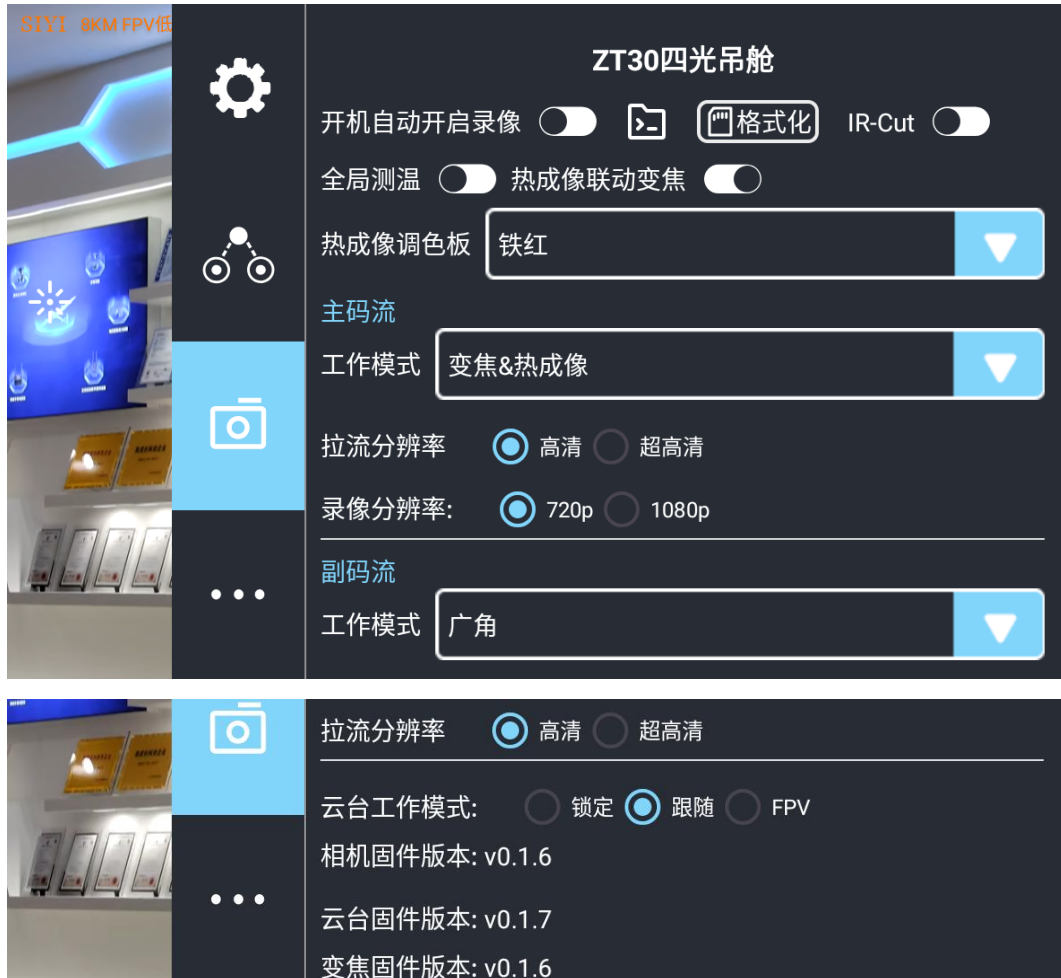 SIYI 8KM FPV低
ZT30四光吊舱
开机自动开启录像 格式化 IR-Cut
全局测温 热成像联动变焦
热成像调色板 铁红
主码流
工作模式 变焦&热成像
拉流分辨率 高清 超高清
录像分辨率: 720p 1080p
副码流
工作模式 广角
拉流分辨率 高清 超高清
云台工作模式: 锁定 跟随 FPV
相机固件版本: v0.1.6
云台固件版本: v0.1.7
变焦固件版本: v0.1.6